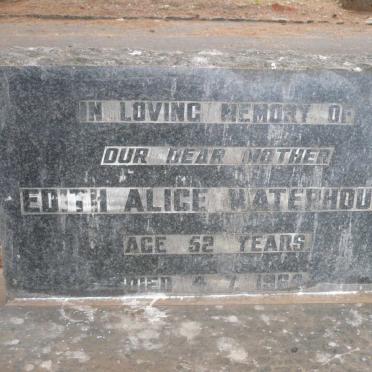 IN LOVING MEMORY OF
OUR DEAR MOTHER
EDITH ALICE WATERHOU
AGE 52 YEARS
DIED 4 7